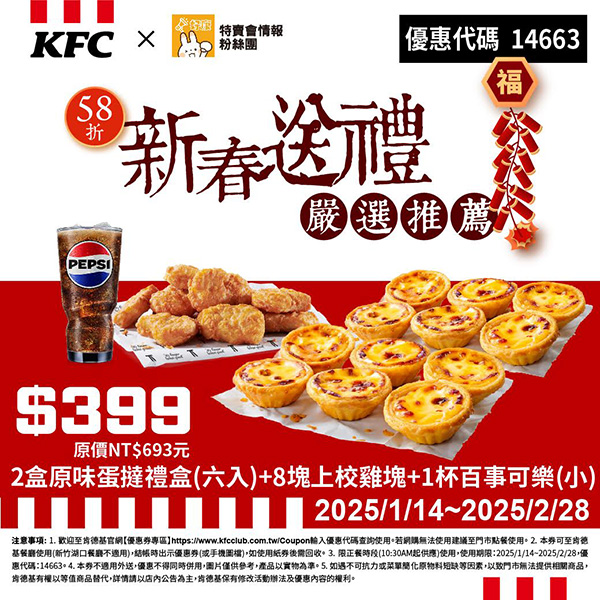 KFC × 好康 特賣會情報
粉絲團
優惠代碼 14663
福
58
折
新春送禮
嚴選推薦
PEPSI
$399
原價NT$693元
2盒原味蛋撻禮盒(六入)+8塊上校雞塊+1杯百事可樂(小)
2025/1/14~2025/2/28
注意事項: 1. 歡迎至肯德基官網【優惠券專區】https://www.kfcclub.com.tw/Coupon輸入優惠代碼查詢使用。若網購無法使用建議至門市點餐使用。2. 本券可至肯德
基餐廳使用(新竹湖口餐廳不適用),結帳時出示優惠券(或手機圖檔),如使用紙券後需回收。3. 限正餐時段(10:30AM起供應)使用,使用期限:2025/1/14~2025/2/28,優
惠代碼:14663。4. 本券不適用外送,優惠不得同時併用,圖片僅供參考,產品以實物為準。5. 如遇不可抗力或菜單簡化原物料短缺等因素,以致門市無法提供相關商品,
肯德基有權以等值商品替代,詳情請以店內公告為主,肯德基保有修改活動辦法及優惠內容的權利。